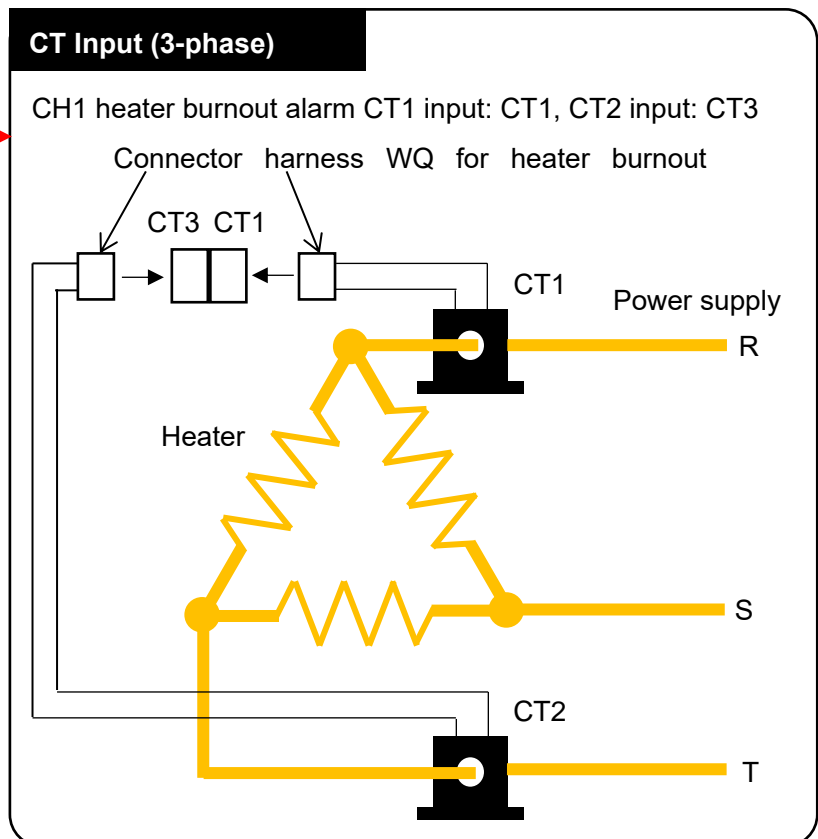 CT Input (3-phase)
CH1 heater burnout alarm CT1 input: CT1, CT2 input: CT3
Connector harness WQ for heater burnout
CT3 CT1
CT1
Power supply
R
Heater
S
CT2
T